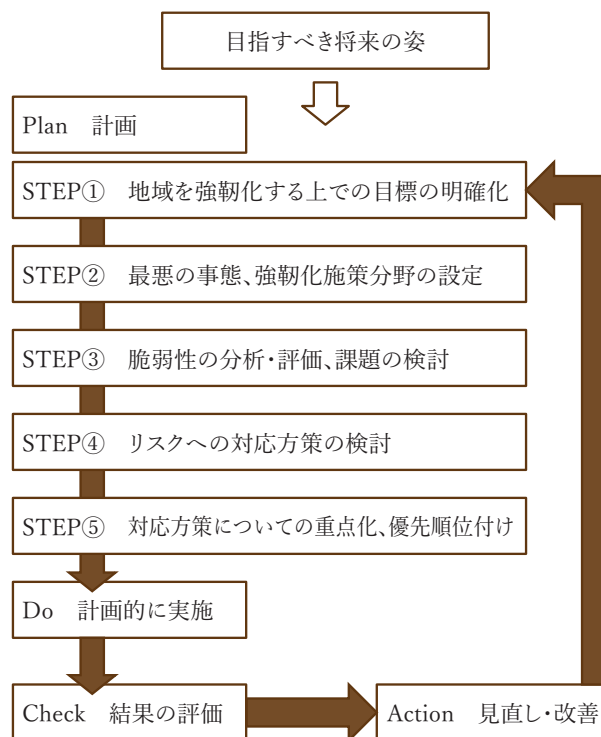 目指すべき将来の姿
Plan　計画
STEP①　地域を強靭化する上での目標の明確化
STEP②　最悪の事態、強靭化施策分野の設定
STEP③　脆弱性の分析・評価、課題の検討
STEP④　リスクへの対応方策の検討
STEP⑤　対応方策についての重点化、優先順位付け
Do　計画的に実施
Check　結果の評価
Action　見直し・改善